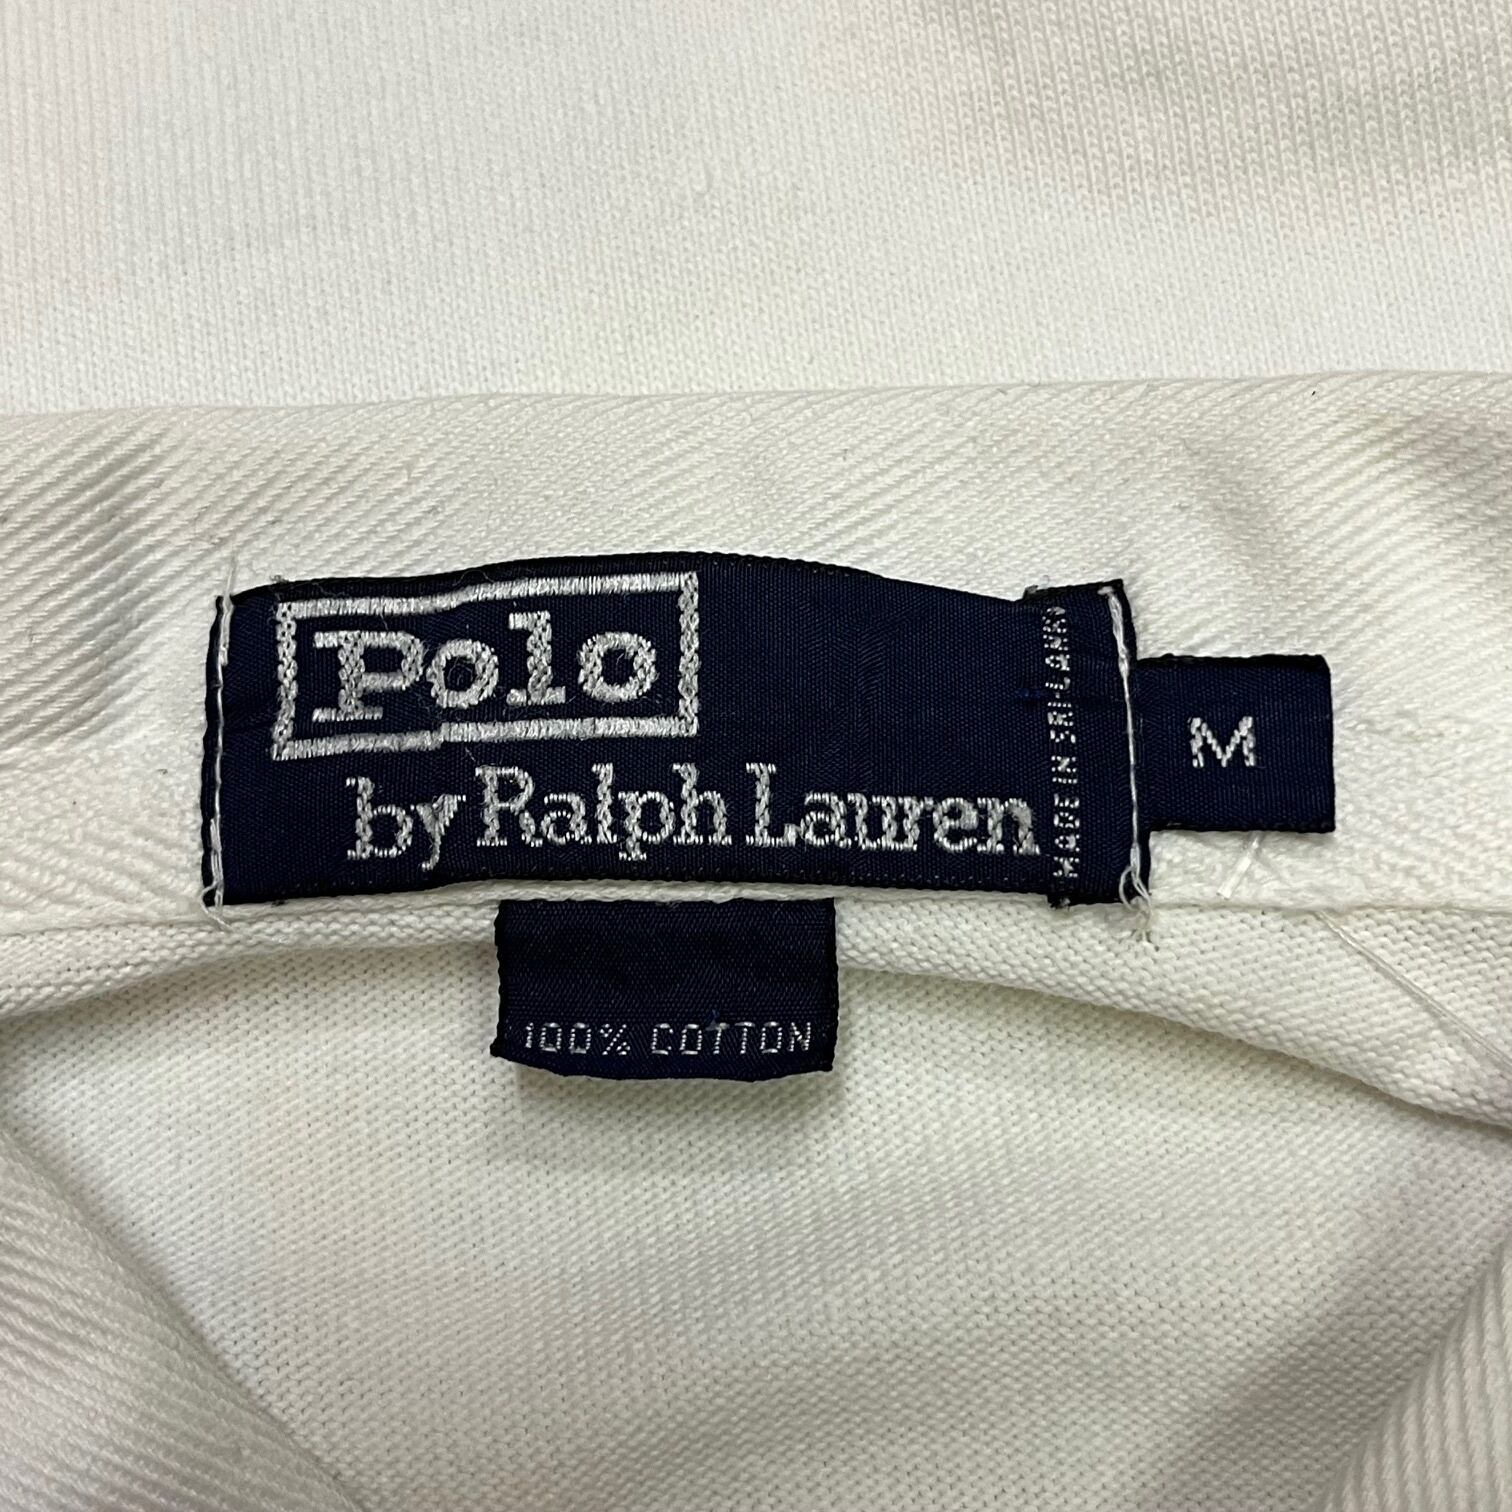 Polo
by Ralph Lauren
MADE IN SRI-LANKA
M
100% COTTON